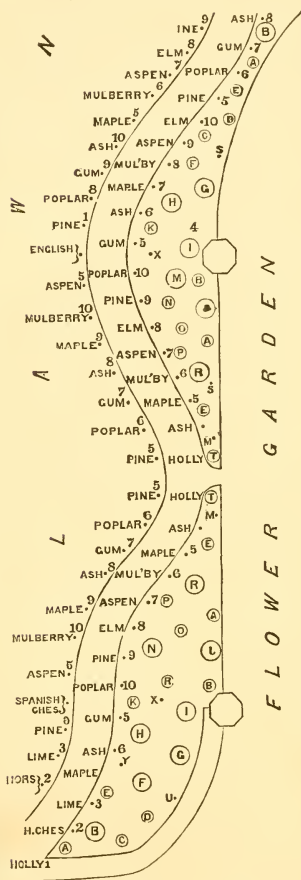 INE. 9
ASH . 8
B
ELM . 8
GUM . 7
A
7
ASPEN.
POPLAR . 6
E
MULBERRY. 6
PINE . 5
D
MAPLE. 5
ELM . 10
C
S
10
ASH.
ASPEN . 9
9
GUM.
MUL'BY . 8
F
8
POPLAR.
MAPLE . 7
H
G
PINE. 1
ASH . 6
4
ENGLISH}.
GUM . 5
X
I
5
ASPEN.
POPLAR . 10
M
B
10
MULBERRY.
PINE . 9
N
9
MAPLE.
ELM . 8
O
A
8
ASH.
ASPEN . 7
P
7
GUM.
MUL'BY . 6
R
S
6
POPLAR.
MAPLE . 5
E
5
PINE.
ASH .
M
HOLLY
T
5
PINE.
HOLLY
T
6
POPLAR.
ASH .
M
GUM. 7
MAPLE . 5
E
ASH. 8
MUL'BY . 6
R
MAPLE. 9
ASPEN . 7
P
A
10
MULBERRY.
ELM . 8
O
PINE . 9
N
L
ASPEN. 5
POPLAR . 10
R
B
SPANISH}.
CHES
K
X .
I
PINE.
GUM . 5
H
LIME. 3
ASH . 6
Y
G
HORS}. 2
MAPLE
F
LIME . 3
E
U .
D
H.CHES . 2
B
C
A
HOLLY 1
N
W
A
L
FLOWER GARDEN